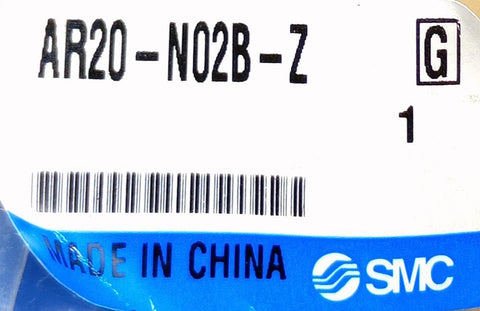 AR20-N02B-Z G
1
MADE IN CHINA SMC